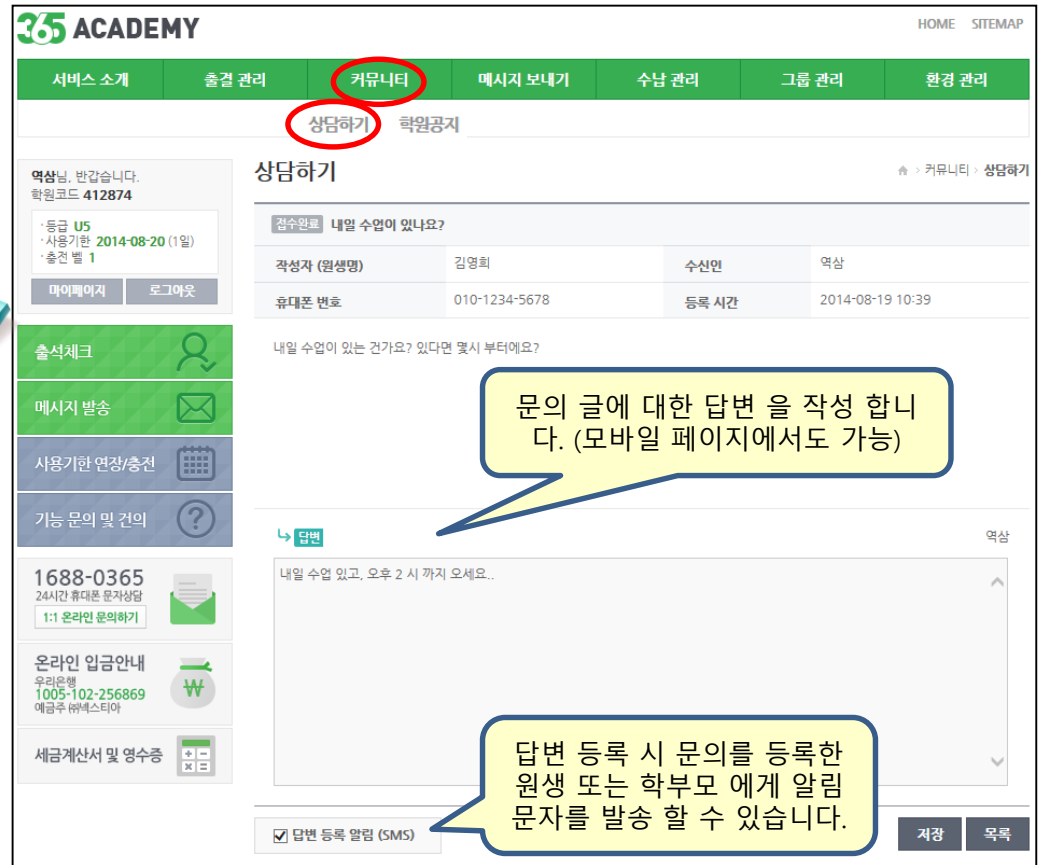 365 ACADEMY
HOME SITEMAP
서비스 소개 출결 관리 커뮤니티 메시지 보내기 수납 관리 그룹 관리 환경 관리
상담하기 학원공지
역삼님, 반갑습니다.
학원코드 412874
·등급 U5
·사용기한 2014-08-20 (1일)
·충전 벨 1
마이페이지 로그아웃
출석체크
메시지 발송
사용기한 연장/충전
기능 문의 및 건의
?
1688-0365
24시간 휴대폰 문자상담
1:1 온라인 문의하기
온라인 입금안내
우리은행
1005-102-256869
예금주 ㈜넥스티아
₩
세금계산서 및 영수증
상담하기
> 커뮤니티 > 상담하기
접수완료 내일 수업이 있나요?
작성자 (원생명) 김영희 수신인 역삼
휴대폰 번호 010-1234-5678 등록 시간 2014-08-19 10:39
내일 수업이 있는 건가요? 있다면 몇시 부터에요?
문의 글에 대한 답변 을 작성 합니
다. (모바일 페이지에서도 가능)
답변 역삼
내일 수업 있고, 오후 2 시 까지 오세요..
답변 등록 시 문의를 등록한
원생 또는 학부모 에게 알림
문자를 발송 할 수 있습니다.
답변 등록 알림 (SMS)
저장 목록